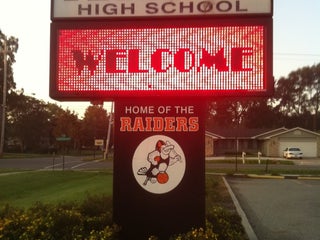 HIGH SCHOOL
WELCOME
HOME OF THE
RAIDERS